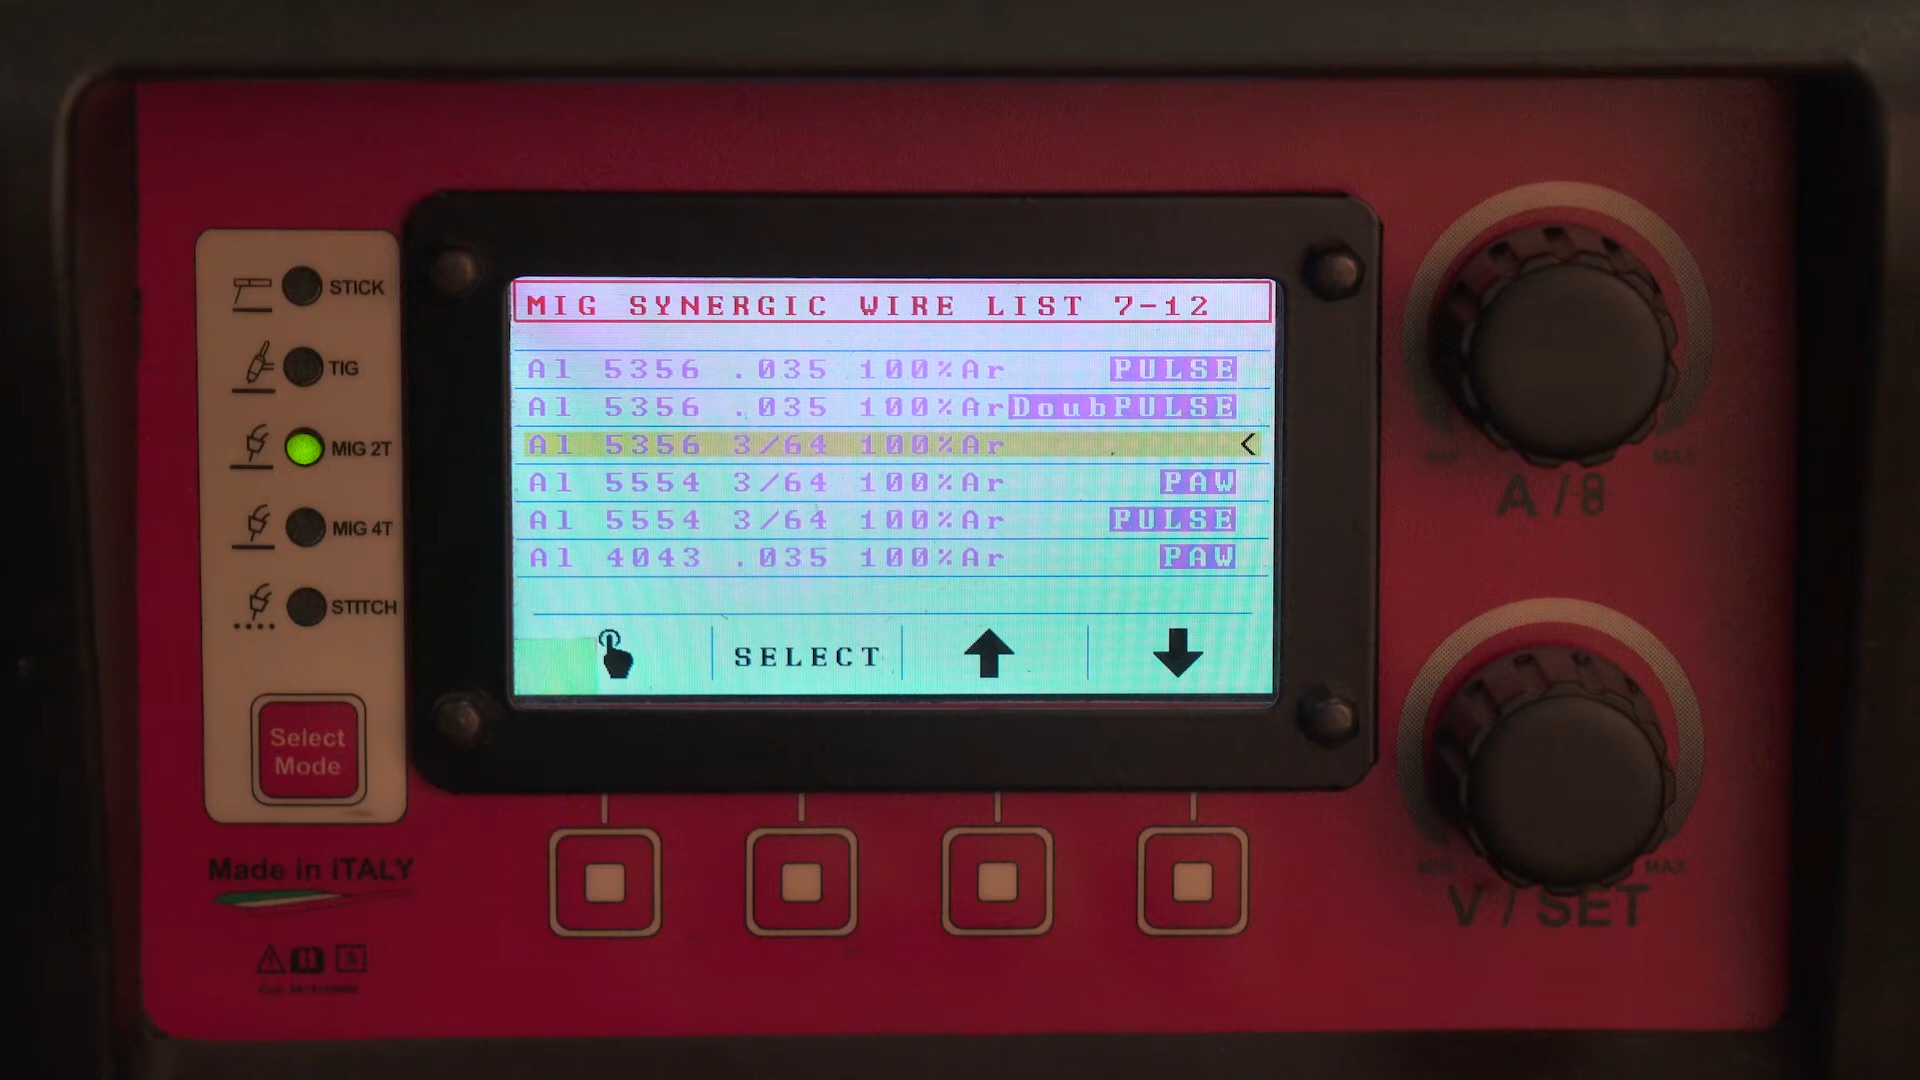 MIG SYNERGIC WIRE LIST 7-12
Al 5356 .035 100%Ar PULSE
Al 5356 .035 100%Ar DoubPULSE
Al 5356 3/64 100%Ar <
Al 5554 3/64 100%Ar PAW
Al 5554 3/64 100%Ar PULSE
Al 4043 .035 100%Ar PAW
SELECT
STICK
TIG
MIG 2T
MIG 4T
STITCH
Select
Mode
Made in ITALY
MAX
A /
MAX
V / SET